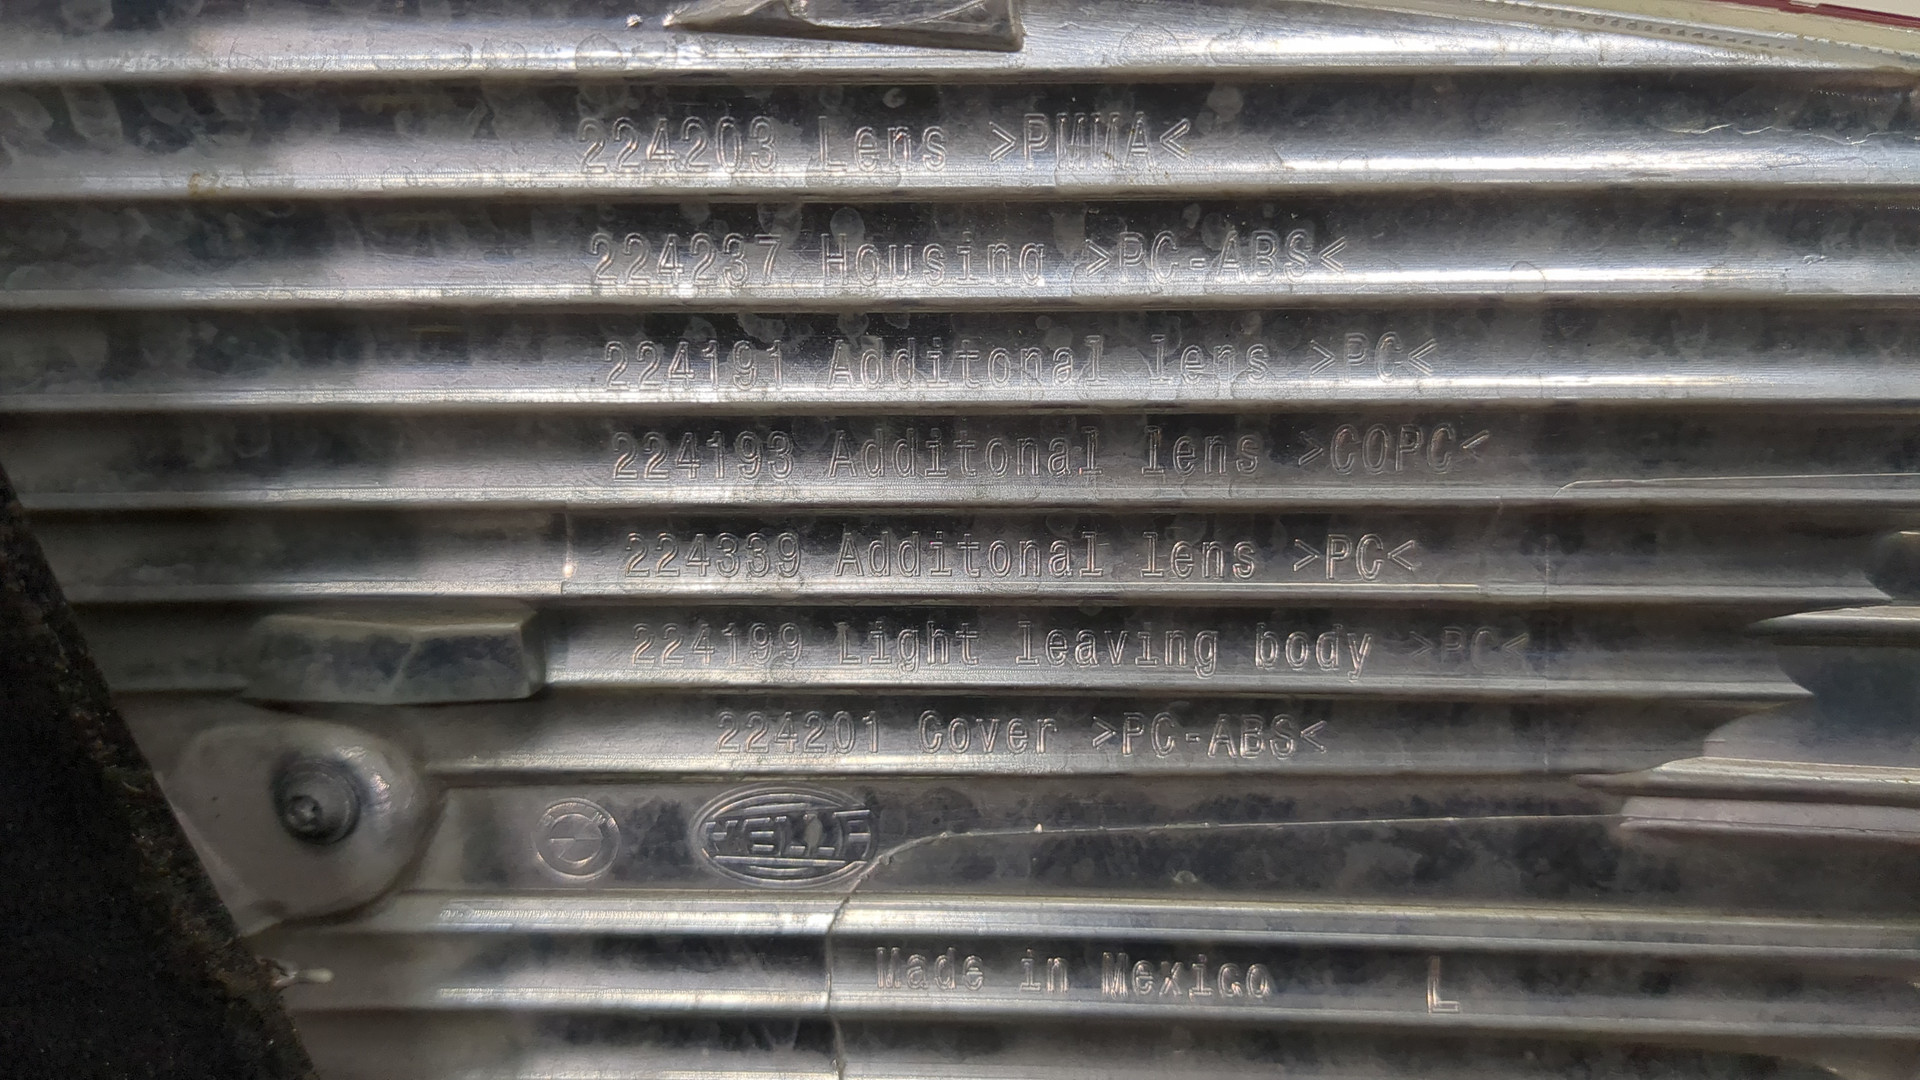 224203 Lens >PMMA<
224237 Housing >PC-ABS<
224191 Additonal lens >PC<
224193 Additonal lens >COPC<
224339 Additonal lens >PC<
224199 Light leaving body >PC<
224201 Cover >PC-ABS<
HELLA
Made in Mexico L